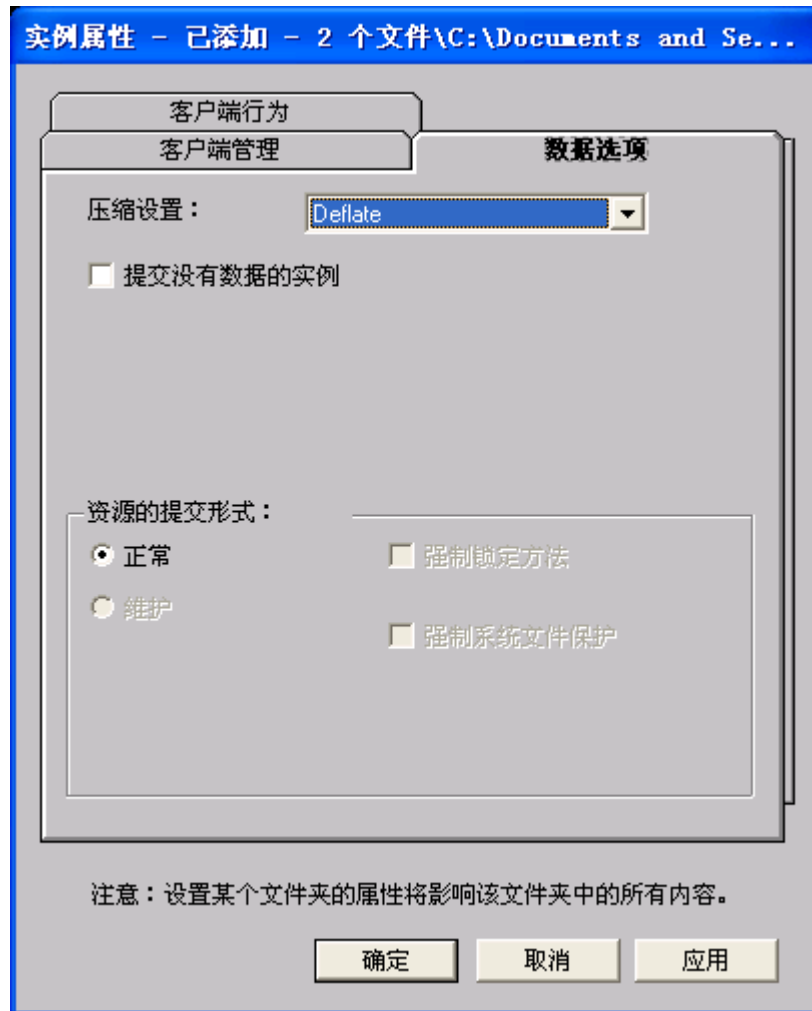 实例属性 - 已添加 - 2 个文件\C:\Documents and Se...
客户端行为
客户端管理
数据选项
压缩设置：
Deflate
提交没有数据的实例
资源的提交形式：
正常
强制锁定方法
维护
强制系统文件保护
注意：设置某个文件夹的属性将影响该文件夹中的所有内容。
确定
取消
应用